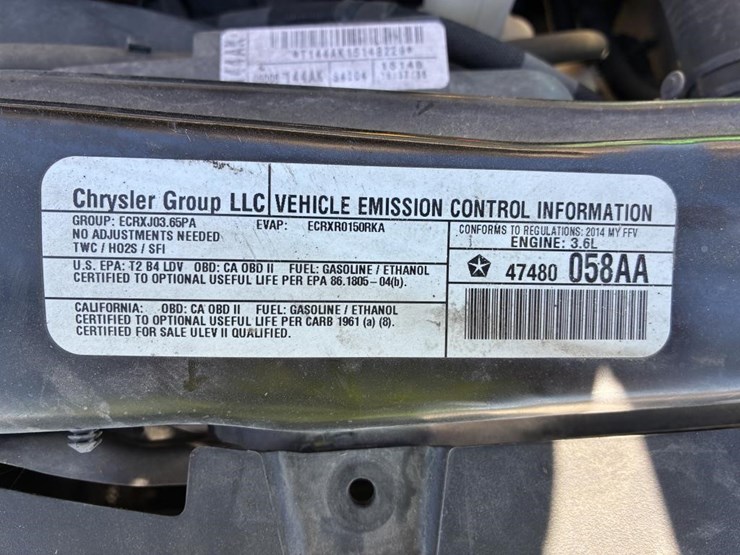 *T144AK15148220*
Chrysler Group LLC VEHICLE EMISSION CONTROL INFORMATION
GROUP: ECRXJ03.65PA EVAP: ECRXR0150RKA
NO ADJUSTMENTS NEEDED
TWC / HO2S / SFI
CONFORMS TO REGULATIONS: 2014 MY FFV
ENGINE: 3.6L
U.S. EPA: T2 B4 LDV OBD: CA OBD II FUEL: GASOLINE / ETHANOL
CERTIFIED TO OPTIONAL USEFUL LIFE PER EPA 86.1805-04(b).
47480 058AA
CALIFORNIA: OBD: CA OBD II FUEL: GASOLINE / ETHANOL
CERTIFIED TO OPTIONAL USEFUL LIFE PER CARB 1961 (a) (8).
CERTIFIED FOR SALE ULEV II QUALIFIED.